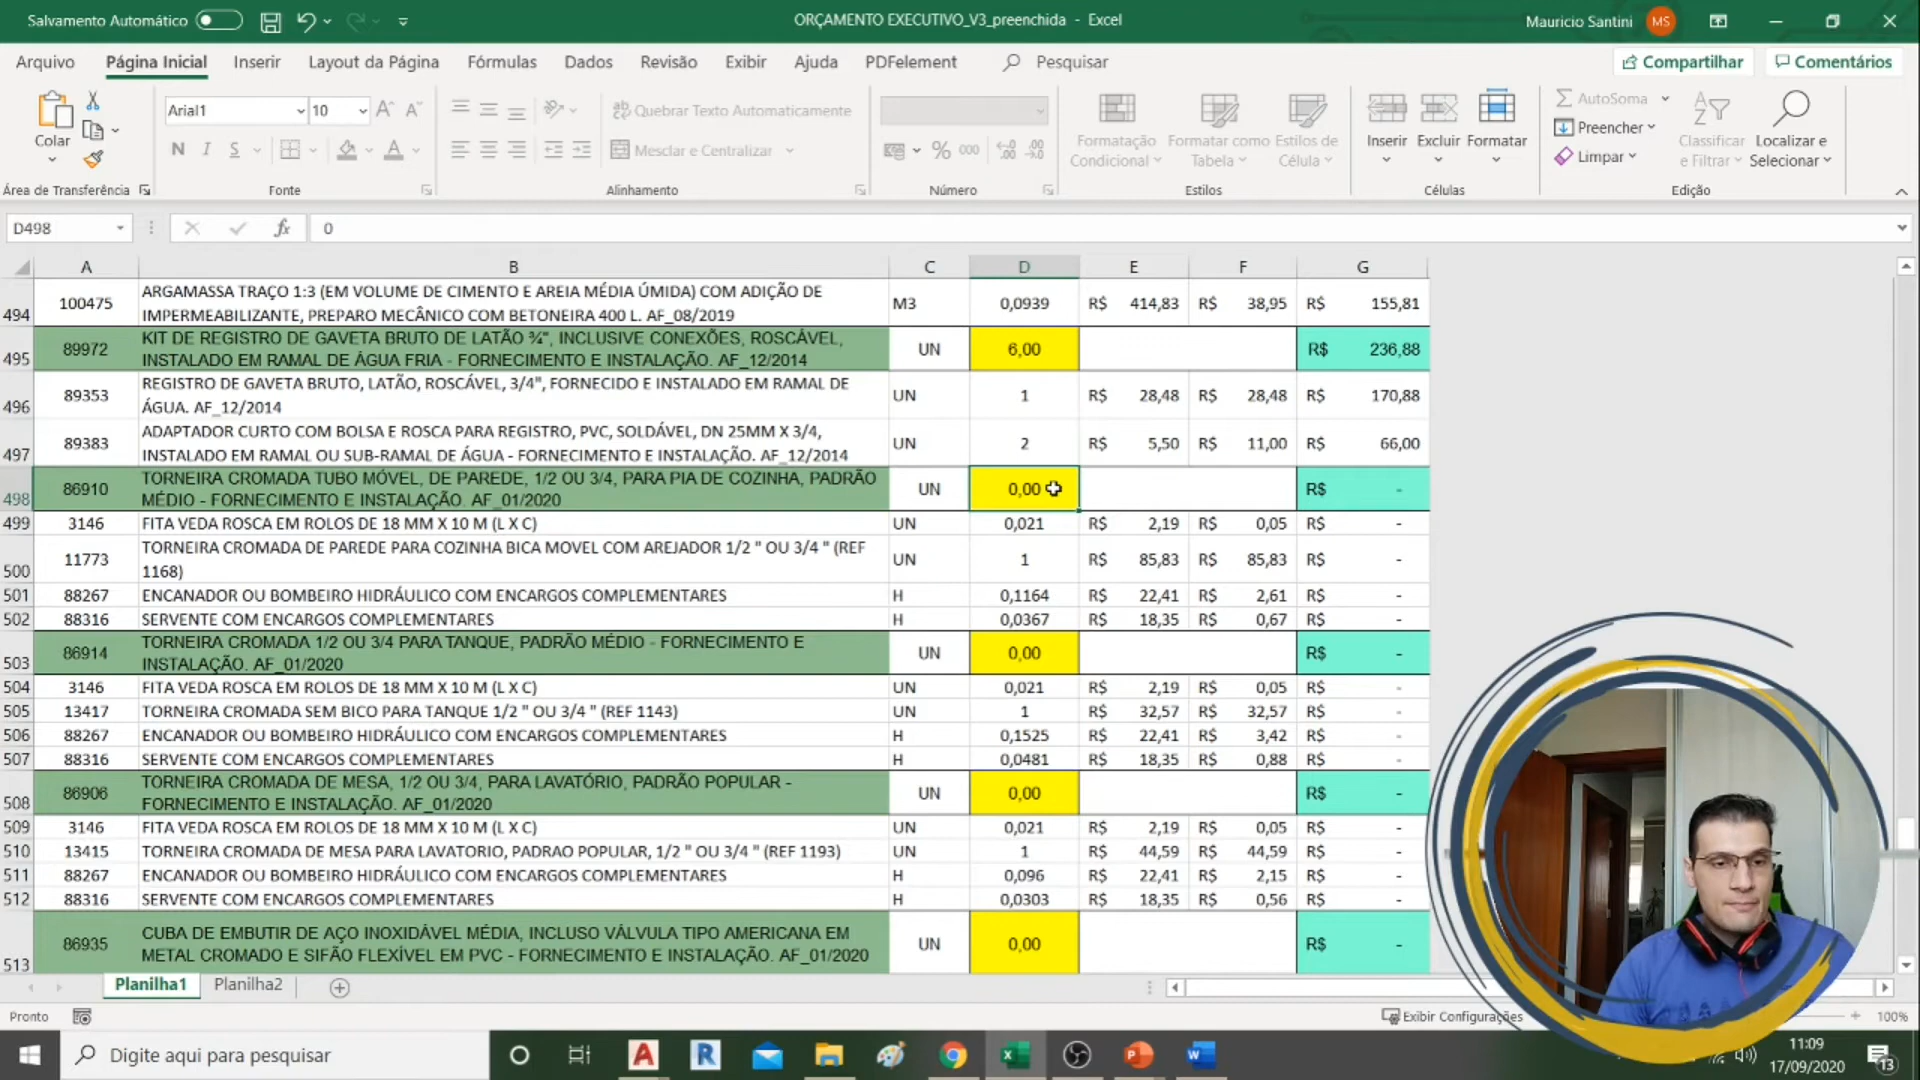 Salvamento Automático
ORÇAMENTO EXECUTIVO_V3_preenchida - Excel
Mauricio Santini MS
Arquivo Página Inicial Inserir Layout da Página Fórmulas Dados Revisão Exibir Ajuda PDFelement Pesquisar Compartilhar Comentários
Colar
Arial1 10
Quebrar Texto Automaticamente
Mesclar e Centralizar
Formatação Condicional
Formatar como Tabela
Estilos de Célula
Inserir Excluir Formatar
AutoSoma
Preencher
Limpar
Classificar e Filtrar
Localizar e Selecionar
Área de Transferência Fonte Alinhamento Número Estilos Células Edição
D498 fx 0
A B C D E F G
494 100475 ARGAMASSA TRAÇO 1:3 (EM VOLUME DE CIMENTO E AREIA MÉDIA ÚMIDA) COM ADIÇÃO DE M3 0,0939 R$ 414,83 R$ 38,95 R$ 155,81
IMPERMEABILIZANTE, PREPARO MECÂNICO COM BETONEIRA 400 L. AF_08/2019
495 89972 KIT DE REGISTRO DE GAVETA BRUTO DE LATÃO ¾", INCLUSIVE CONEXÕES, ROSCÁVEL, UN 6,00 R$ 236,88
INSTALADO EM RAMAL DE ÁGUA FRIA - FORNECIMENTO E INSTALAÇÃO. AF_12/2014
496 89353 REGISTRO DE GAVETA BRUTO, LATÃO, ROSCÁVEL, 3/4", FORNECIDO E INSTALADO EM RAMAL DE UN 1 R$ 28,48 R$ 28,48 R$ 170,88
ÁGUA. AF_12/2014
497 89383 ADAPTADOR CURTO COM BOLSA E ROSCA PARA REGISTRO, PVC, SOLDÁVEL, DN 25MM X 3/4, UN 2 R$ 5,50 R$ 11,00 R$ 66,00
INSTALADO EM RAMAL OU SUB-RAMAL DE ÁGUA - FORNECIMENTO E INSTALAÇÃO. AF_12/2014
498 86910 TORNEIRA CROMADA TUBO MÓVEL, DE PAREDE, 1/2 OU 3/4, PARA PIA DE COZINHA, PADRÃO UN 0,00 R$ -
MÉDIO - FORNECIMENTO E INSTALAÇÃO. AF_01/2020
499 3146 FITA VEDA ROSCA EM ROLOS DE 18 MM X 10 M (L X C) UN 0,021 R$ 2,19 R$ 0,05 R$ -
500 11773 TORNEIRA CROMADA DE PAREDE PARA COZINHA BICA MOVEL COM AREJADOR 1/2 " OU 3/4 " (REF UN 1 R$ 85,83 R$ 85,83 R$ -
1168)
501 88267 ENCANADOR OU BOMBEIRO HIDRÁULICO COM ENCARGOS COMPLEMENTARES H 0,1164 R$ 22,41 R$ 2,61 R$ -
502 88316 SERVENTE COM ENCARGOS COMPLEMENTARES H 0,0367 R$ 18,35 R$ 0,67 R$ -
503 86914 TORNEIRA CROMADA 1/2 OU 3/4 PARA TANQUE, PADRÃO MÉDIO - FORNECIMENTO E UN 0,00 R$ -
INSTALAÇÃO. AF_01/2020
504 3146 FITA VEDA ROSCA EM ROLOS DE 18 MM X 10 M (L X C) UN 0,021 R$ 2,19 R$ 0,05 R$ -
505 13417 TORNEIRA CROMADA SEM BICO PARA TANQUE 1/2 " OU 3/4 " (REF 1143) UN 1 R$ 32,57 R$ 32,57 R$ -
506 88267 ENCANADOR OU BOMBEIRO HIDRÁULICO COM ENCARGOS COMPLEMENTARES H 0,1525 R$ 22,41 R$ 3,42 R$ -
507 88316 SERVENTE COM ENCARGOS COMPLEMENTARES H 0,0481 R$ 18,35 R$ 0,88 R$ -
508 86906 TORNEIRA CROMADA DE MESA, 1/2 OU 3/4, PARA LAVATÓRIO, PADRÃO POPULAR - UN 0,00 R$ -
FORNECIMENTO E INSTALAÇÃO. AF_01/2020
509 3146 FITA VEDA ROSCA EM ROLOS DE 18 MM X 10 M (L X C) UN 0,021 R$ 2,19 R$ 0,05 R$ -
510 13415 TORNEIRA CROMADA DE MESA PARA LAVATORIO, PADRAO POPULAR, 1/2 " OU 3/4 " (REF 1193) UN 1 R$ 44,59 R$ 44,59 R$ -
511 88267 ENCANADOR OU BOMBEIRO HIDRÁULICO COM ENCARGOS COMPLEMENTARES H 0,096 R$ 22,41 R$ 2,15 R$ -
512 88316 SERVENTE COM ENCARGOS COMPLEMENTARES H 0,0303 R$ 18,35 R$ 0,56 R$ -
513 86935 CUBA DE EMBUTIR DE AÇO INOXIDÁVEL MÉDIA, INCLUSO VÁLVULA TIPO AMERICANA EM UN 0,00 R$ -
METAL CROMADO E SIFÃO FLEXÍVEL EM PVC - FORNECIMENTO E INSTALAÇÃO. AF_01/2020
Planilha1 Planilha2
Pronto Exibir Configurações 100%
Digite aqui para pesquisar
11:09
17/09/2020
13